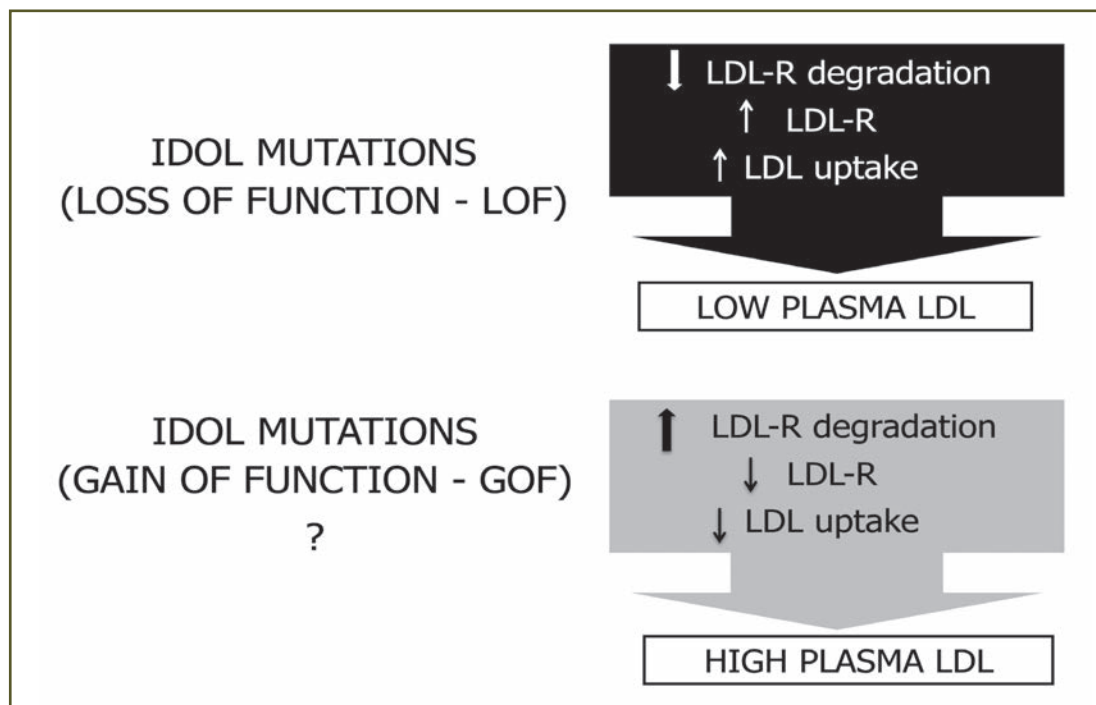 IDOL MUTATIONS
(LOSS OF FUNCTION - LOF)
↓ LDL-R degradation
↑ LDL-R
↑ LDL uptake
LOW PLASMA LDL
IDOL MUTATIONS
(GAIN OF FUNCTION - GOF)
?
↑ LDL-R degradation
↓ LDL-R
↓ LDL uptake
HIGH PLASMA LDL